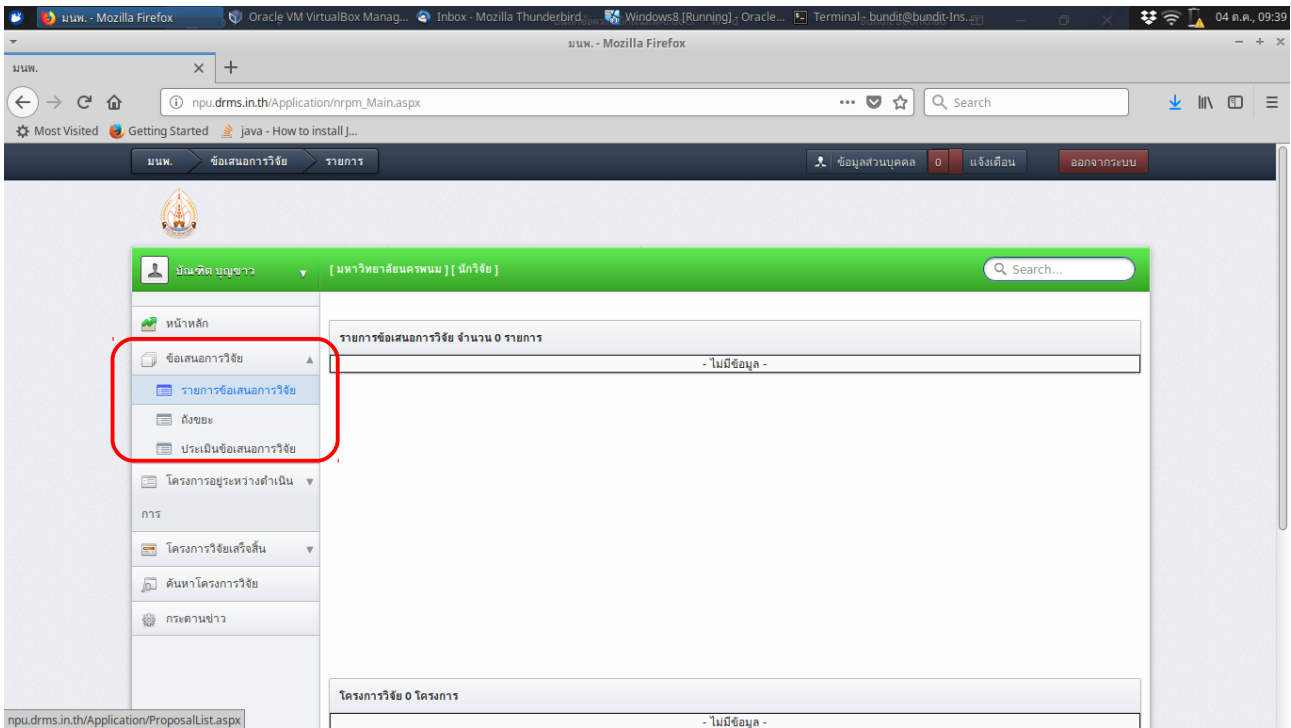 มนพ. - Mozilla Firefox
Oracle VM VirtualBox Manag...
Inbox - Mozilla Thunderbird
Windows8 [Running] - Oracle...
Terminal - bundit@bundit-Ins...
04 ต.ค., 09:39
มนพ. - Mozilla Firefox
มนพ.
npu.drms.in.th/Application/nrpm_Main.aspx
Search
Most Visited
Getting Started
java - How to install J...
มนพ.
ข้อเสนอการวิจัย
รายการ
ข้อมูลส่วนบุคคล
0
แจ้งเตือน
ออกจากระบบ
บัณฑิต บุญขาว
[ มหาวิทยาลัยนครพนม ] [ นักวิจัย ]
Search...
หน้าหลัก
ข้อเสนอการวิจัย
รายการข้อเสนอการวิจัย
ถังขยะ
ประเมินข้อเสนอการวิจัย
โครงการอยู่ระหว่างดำเนิน
การ
โครงการวิจัยเสร็จสิ้น
ค้นหาโครงการวิจัย
กระดานข่าว
รายการข้อเสนอการวิจัย จำนวน 0 รายการ
- ไม่มีข้อมูล -
โครงการวิจัย 0 โครงการ
- ไม่มีข้อมูล -
npu.drms.in.th/Application/ProposalList.aspx